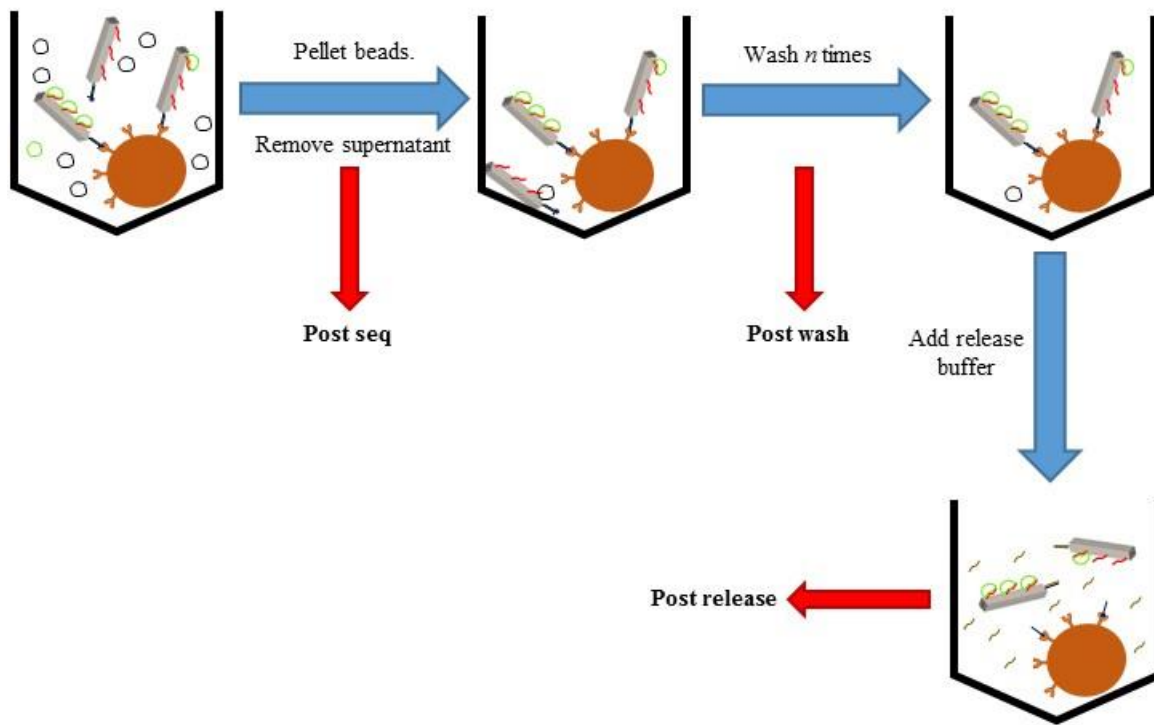 Pellet beads.
Remove supernatant
Wash n times
Post seq
Post wash
Add release
buffer
Post release